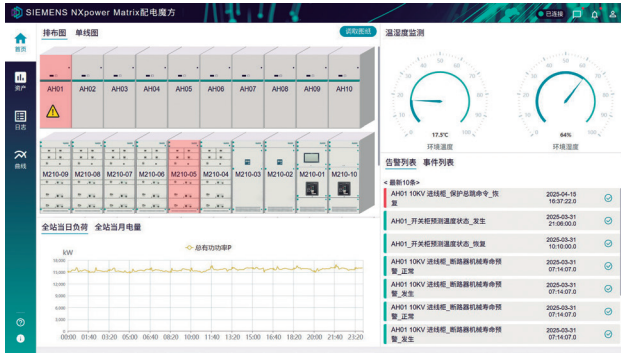 SIEMENS NXpower Matrix配电魔方
已连接
首页
资产
日志
曲线
排布图 单线图
读取图纸
AH01 AH02 AH03 AH04 AH05 AH06 AH07 AH08 AH09 AH10
M210-09 M210-08 M210-07 M210-06 M210-05 M210-04 M210-03 M210-02 M210-01 M210-10
全站当日负荷 全站当月电量
kW
总有功功率P
18,000
15,000
12,000
9,000
6,000
3,000
0
00:00 01:40 03:20 05:00 06:40 08:20 10:00 11:40 13:20 15:00 16:40 18:20 20:00 21:40 23:20
温湿度监测
17.5℃
环境温度
64%
环境湿度
告警列表 事件列表
< 最新10条>
AH01 10KV 进线柜_保护总跳命令_恢
复
2025-04-15
16:37:22.0
AH01_开关柜预测温度状态_发生
2025-03-31
21:08:00.0
AH01_开关柜预测温度状态_恢复
2025-03-31
10:10:00.0
AH01 10KV 进线柜_断路器机械寿命预
警_正常
2025-03-31
07:14:07.0
AH01 10KV 进线柜_断路器机械寿命预
警_发生
2025-03-31
07:14:07.0
AH01 10KV 进线柜_断路器机械寿命预
警_正常
2025-03-31
07:14:07.0
AH01 10KV 进线柜_断路器机械寿命预
警_发生
2025-03-31
07:14:07.0